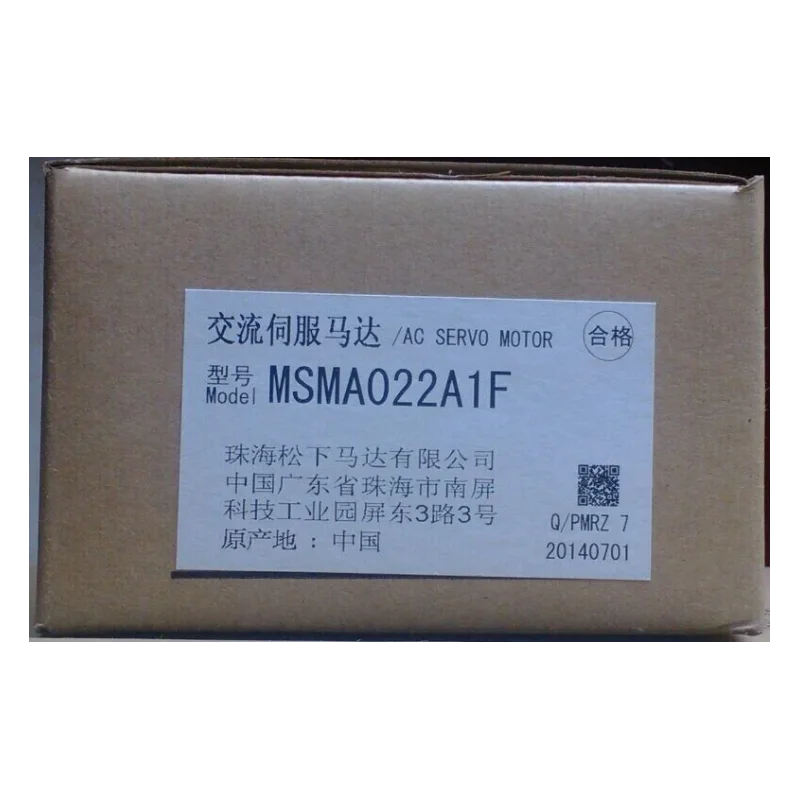 交流伺服马达 /AC SERVO MOTOR
合格
型号
Model MSMA022A1F
珠海松下马达有限公司
中国广东省珠海市南屏
科技工业园屏东3路3号
原产地：中国
Q/PMRZ 7
20140701